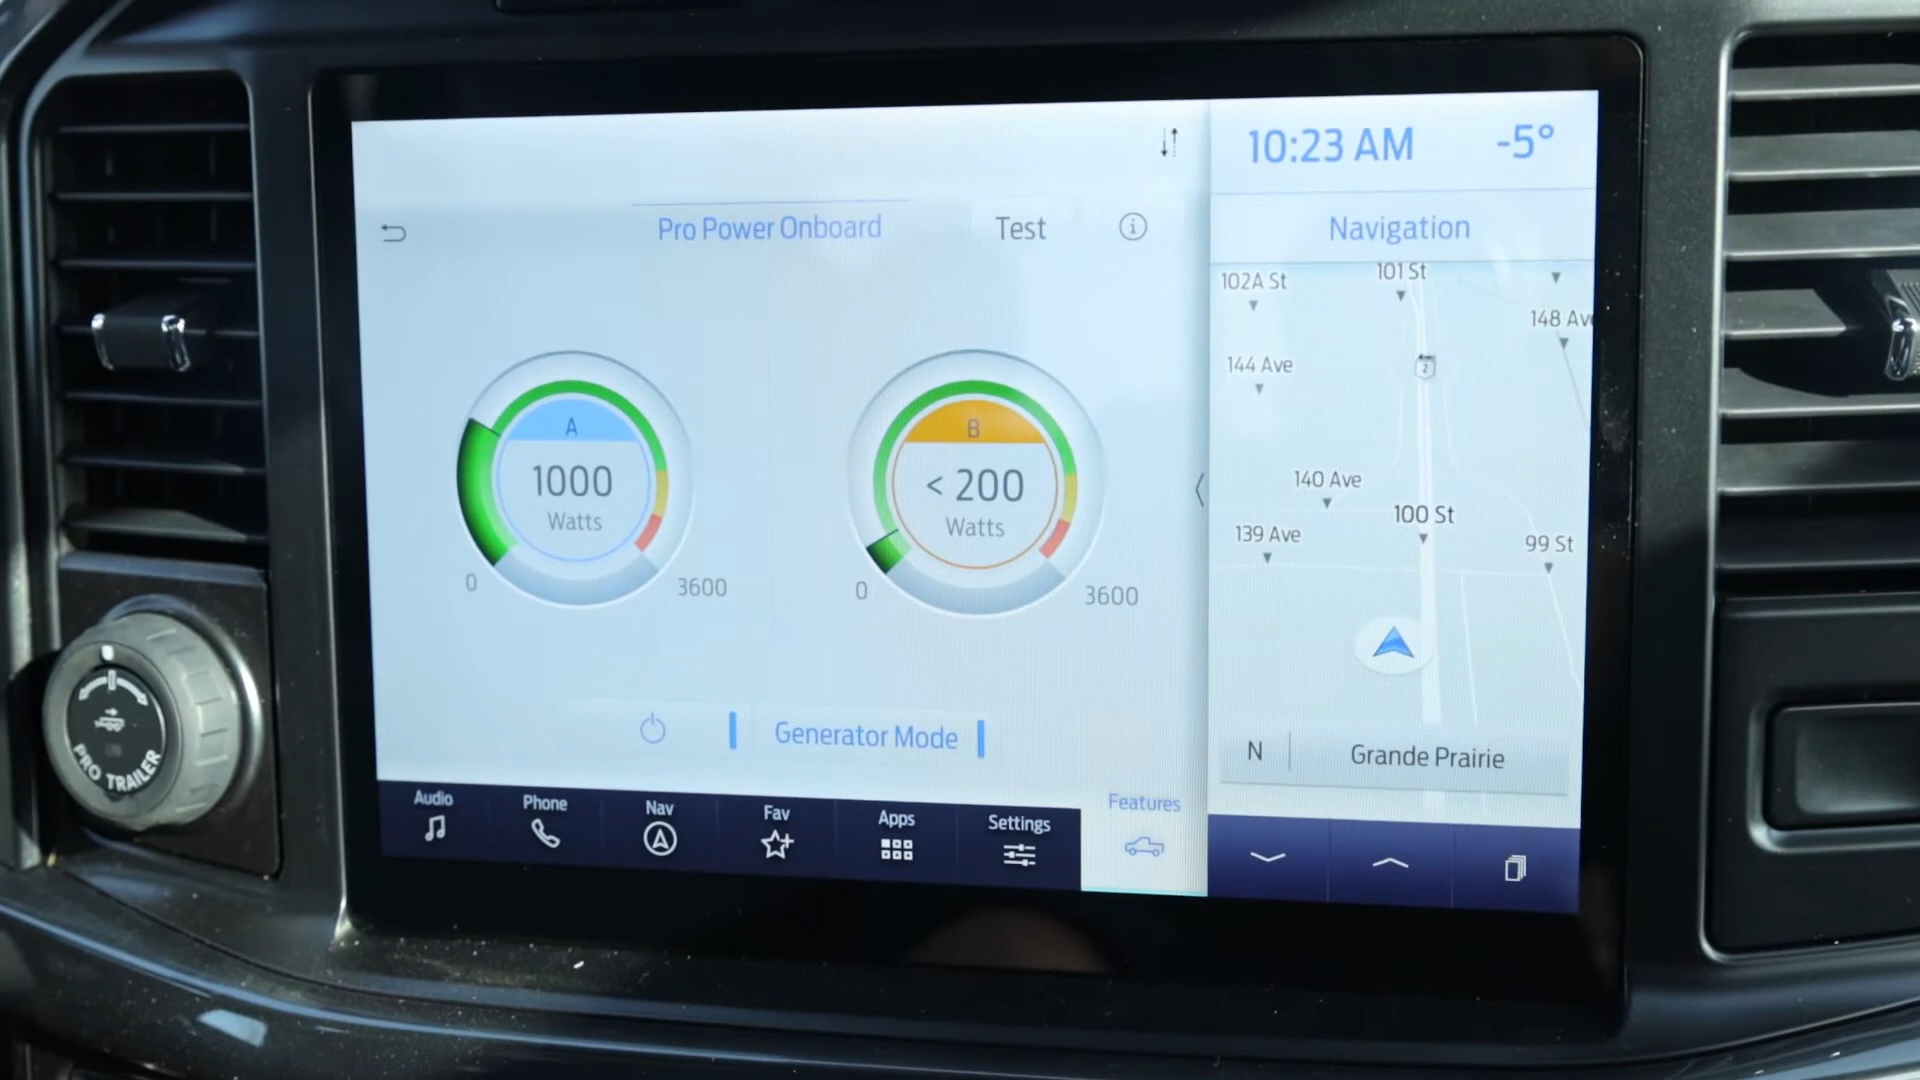 10:23 AM -5°
Pro Power Onboard Test
Navigation
102A St
101 St
148 Av
144 Ave
2
A
1000
Watts
0
3600
B
< 200
Watts
0
3600
140 Ave
100 St
139 Ave
99 St
Generator Mode
N Grande Prairie
Audio
Phone
Nav
Fav
Apps
Settings
Features
PRO TRAILER